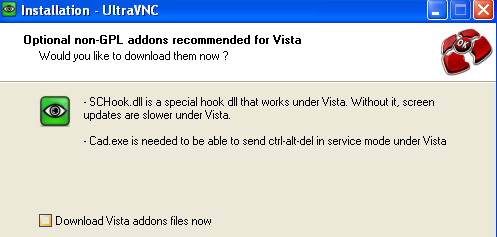 Installation - UltraVNC
Optional non-GPL addons recommended for Vista
Would you like to download them now ?
OK
- SCHook.dll is a special hook dll that works under Vista. Without it, screen
updates are slower under Vista.
- Cad.exe is needed to be able to send ctrl-alt-del in service mode under Vista
Download Vista addons files now